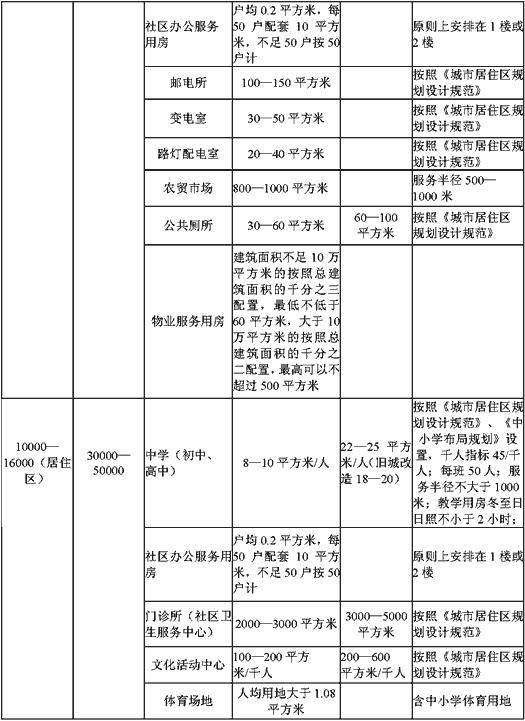 社区办公服务
用房
户均 0.2 平方米，每
50 户配套 10 平方
米，不足 50 户按 50
户计
原则上安排在 1 楼或
2 楼
邮电所
100—150 平方米
按照《城市居住区规
划设计规范》
变电室
30—50 平方米
按照《城市居住区规
划设计规范》
路灯配电室
20—40 平方米
按照《城市居住区规
划设计规范》
农贸市场
800—1000 平方米
服务半径 500—
1000 米
公共厕所
30—60 平方米
60—100
平方米
按照《城市居住区
规划设计规范》
物业服务用房
建筑面积不足 10 万
平方米的按照总建
筑面积的千分之三
配置，最低不低于
60 平方米，大于 10
万平方米的按照总
建筑面积的千分之
二配置，最高可以不
超过 500 平方米
10000—
16000（居住
区）
30000—
50000
中学（初中、
高中）
8—10 平方米/人
22—25 平方
米/人（旧城改
造 18—20）
按照《城市居住区规
划设计规范》、《中
小学布局规划》设
置，千人指标 45/千
人；每班 50 人；服
务半径不大于 1000
米；教学用房冬至日
日照不小于 2 小时；
社区办公服务用
房
户均 0.2 平方米，每
50 户配套 10 平方
米，不足 50 户按 50
户计
原则上安排在 1 楼或
2 楼
门诊所（社区卫
生服务中心）
2000—3000 平方米
3000—5000
平方米
按照《城市居住区规
划设计规范》
文化活动中心
100—200 平方
米/千人
200—600
平方米/千人
按照《城市居住区规
划设计规范》
体育场地
人均用地大于 1.08
平方米
含中小学体育用地